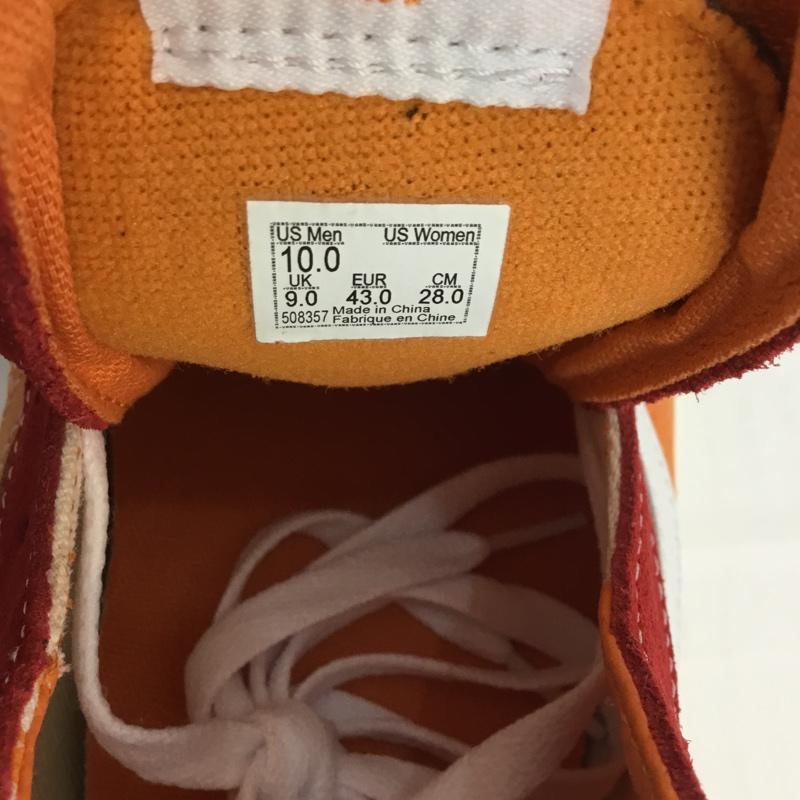 US Men US Women
10.0
UK EUR CM
9.0 43.0 28.0
508357 Made in China
Fabrique en Chine